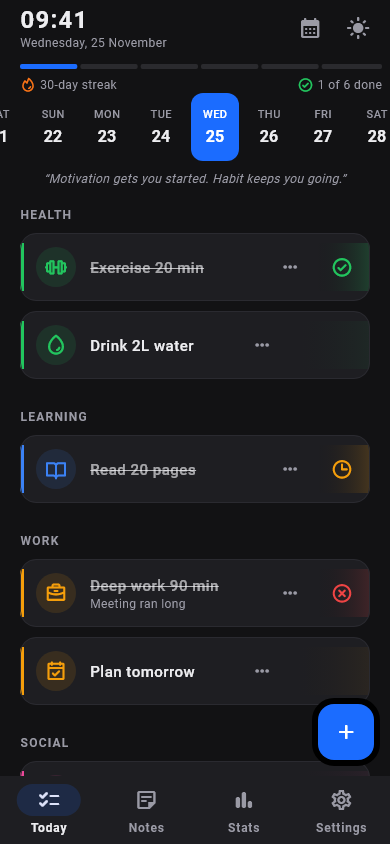 09:41
Wednesday, 25 November
30-day streak
1 of 6 done
SUN MON TUE WED THU FRI SAT
22 23 24 25 26 27 28
“Motivation gets you started. Habit keeps you going.”
HEALTH
Exercise 20 min
Drink 2L water
LEARNING
Read 20 pages
WORK
Deep work 90 min
Meeting ran long
Plan tomorrow
SOCIAL
Today Notes Stats Settings